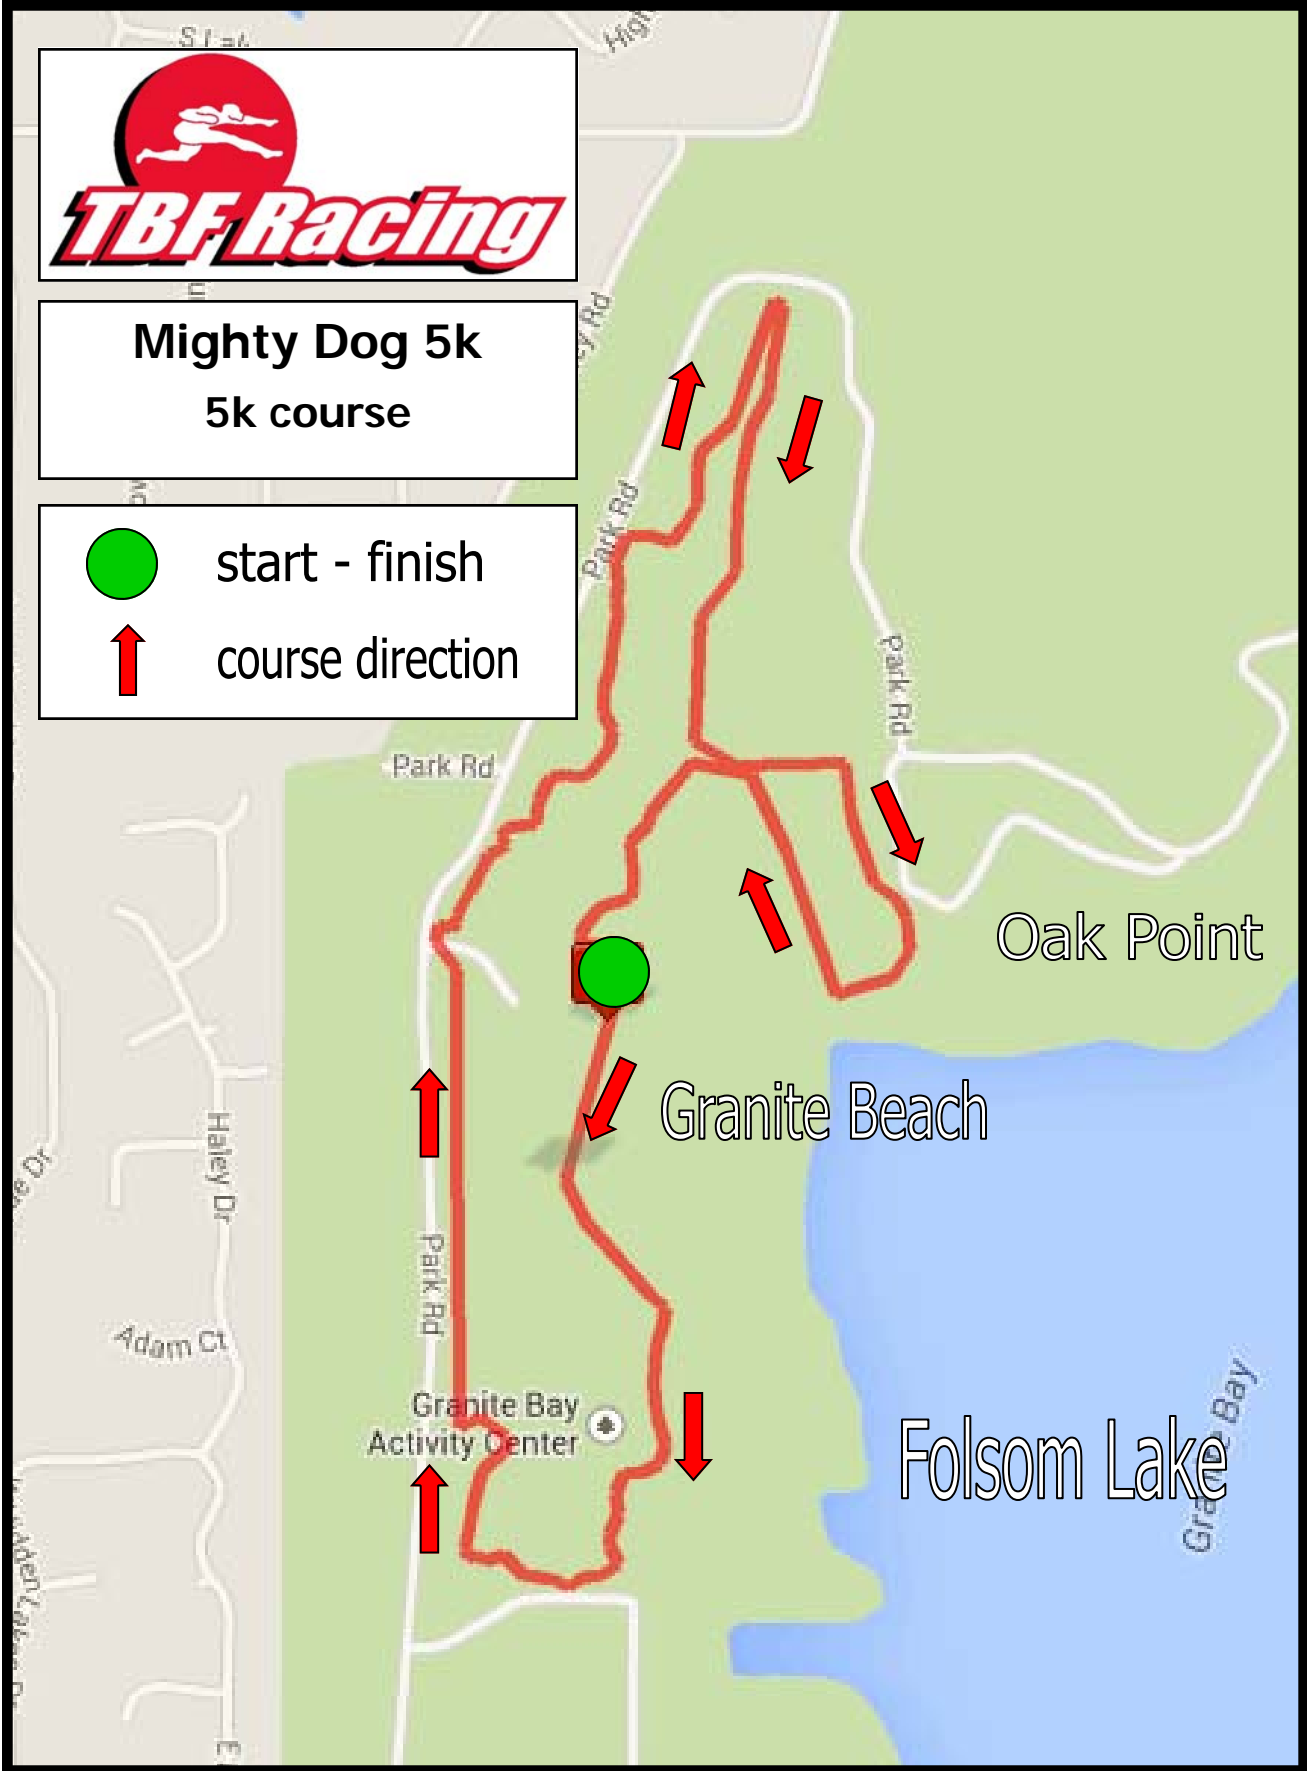 TBF Racing
Mighty Dog 5k
5k course
start - finish
course direction
Park Rd
Park Rd
Park Rd
Oak Point
Granite Beach
Haley Dr
Park Rd
Adam Ct
Granite Bay
Activity Center
Folsom Lake
Granite Bay